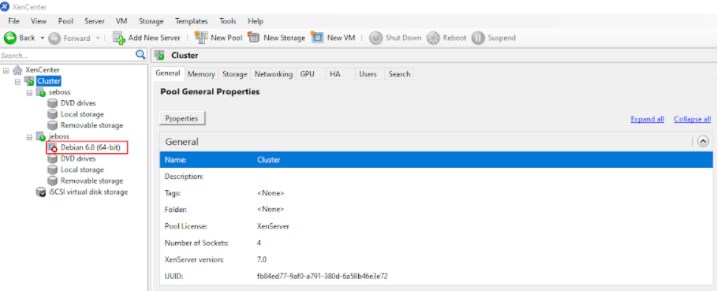 XenCenter
File View Pool Server VM Storage Templates Tools Help
Back Forward Add New Server New Pool New Storage New VM Shut Down Reboot Suspend
Search... Cluster
XenCenter
Cluster
seboss
DVD drives
Local storage
Removable storage
jeboss
Debian 6.0 (64-bit)
DVD drives
Local storage
Removable storage
iSCSI virtual disk storage
General Memory Storage Networking GPU HA Users Search
Pool General Properties
Properties Expand all Collapse all
General
Name: Cluster
Description:
Tags: <None>
Folder: <None>
Pool License: XenServer
Number of Sockets: 4
XenServer version: 7.0
UUID: fb84ed77-9af0-a791-380d-6a58b46e3e72